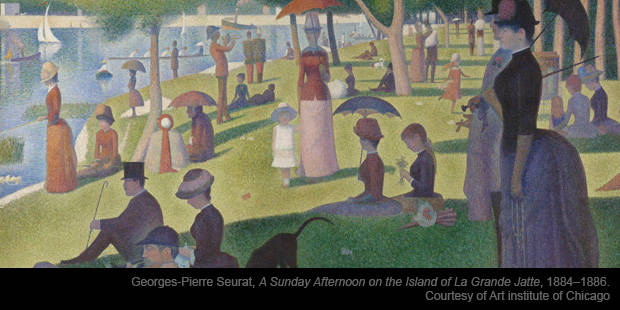 Georges-Pierre Seurat, A Sunday Afternoon on the Island of La Grande Jatte, 1884–1886.
Courtesy of Art institute of Chicago